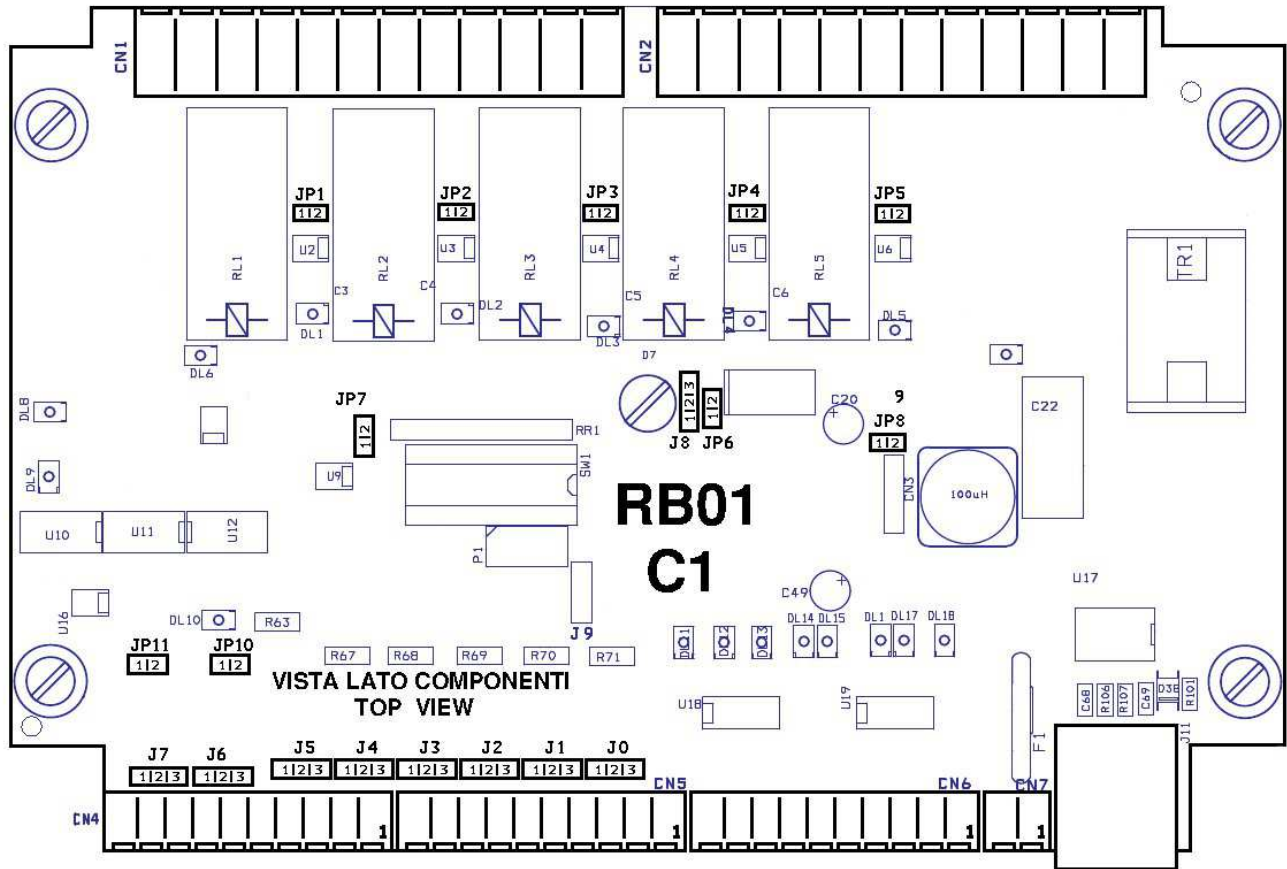 CN1 CN2
JP1 JP2 JP3 JP4 JP5
1 2 1 2 1 2 1 2 1 2
U2 U3 U4 U5 U6
RL1 RL2 RL3 RL4 RL5 TR1
C3 C4 C5 C6
DL1 DL2 DL3 DL4 DL5
DL6 D7
DL8 JP7 1 2 1 2 3 1 2 C20 9 C22
RR1 J8 JP6 JP8
1 2
DL9 U9 SW1 CN3 100uH
RB01
U10 U11 U12 P1
C1
U16 C49 U17
DL10 R63 J9 DL11 DL12 DL13 DL14 DL15 DL1 DL17 DL18
JP11 JP10
1 2 1 2
R67 R68 R69 R70 R71
VISTA LATO COMPONENTI
TOP VIEW
U18 U19 C68 R106 R107 C69 R101
F1 J11
J7 J6 J5 J4 J3 J2 J1 J0
1 2 3 1 2 3 1 2 3 1 2 3 1 2 3 1 2 3 1 2 3 1 2 3
CN4 CN5 CN6 CN7
1 1 1 1